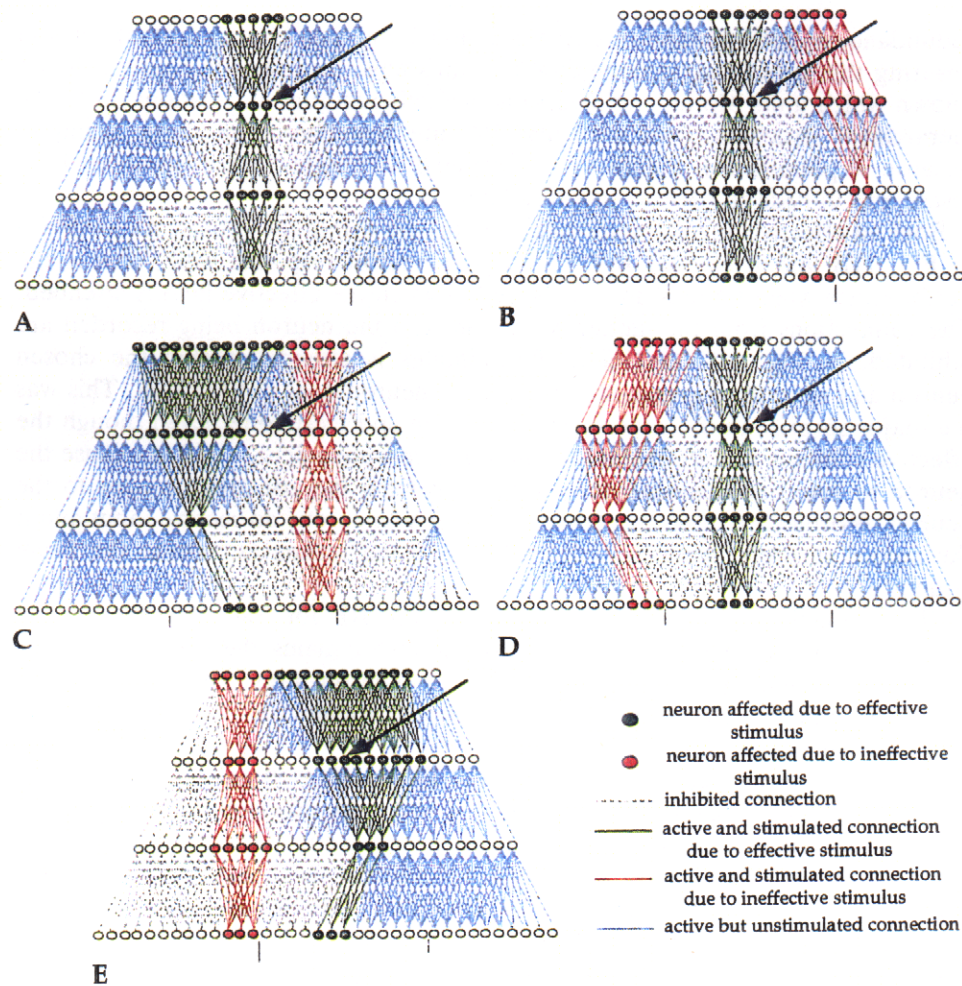 A
B
C
D
E
neuron affected due to effective
stimulus
neuron affected due to ineffective
stimulus
inhibited connection
active and stimulated connection
due to effective stimulus
active and stimulated connection
due to ineffective stimulus
active but unstimulated connection